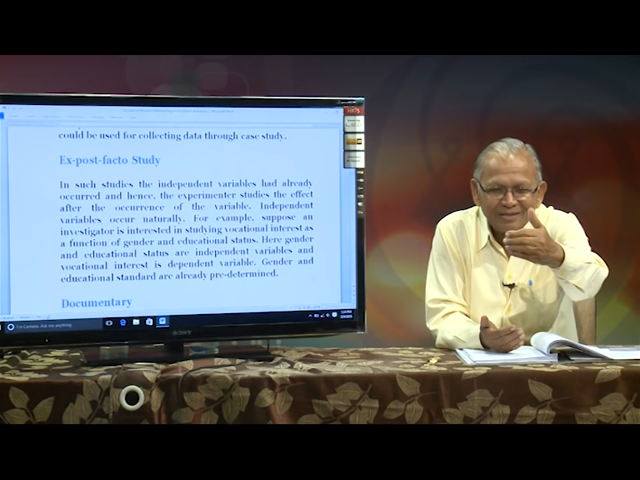 could be used for collecting data through case study.
Ex-post-facto Study
In such studies the independent variables had already
occurred and hence, the experimenter studies the effect
after the occurrence of the variable. Independent
variables occur naturally. For example, suppose an
investigator is interested in studying vocational interest as
a function of gender and educational status. Here gender
and educational status are independent variables and
vocational interest is dependent variable. Gender and
educational standard are already pre-determined.
Documentary
I'm Cortana. Ask me anything.
SONY